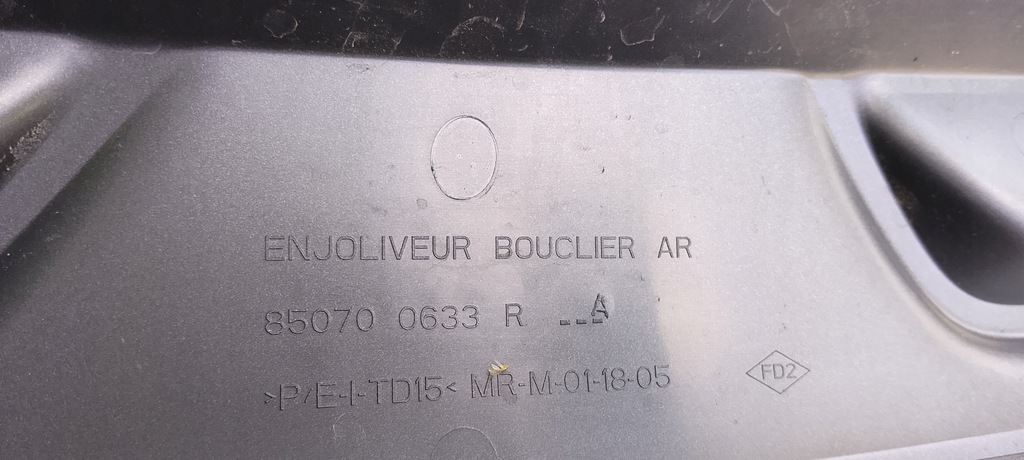 ENJOLIVEUR BOUCLIER AR
85070 0633 R ---A
>P/E-I-TD15< MR-M-01-18-05
FD2